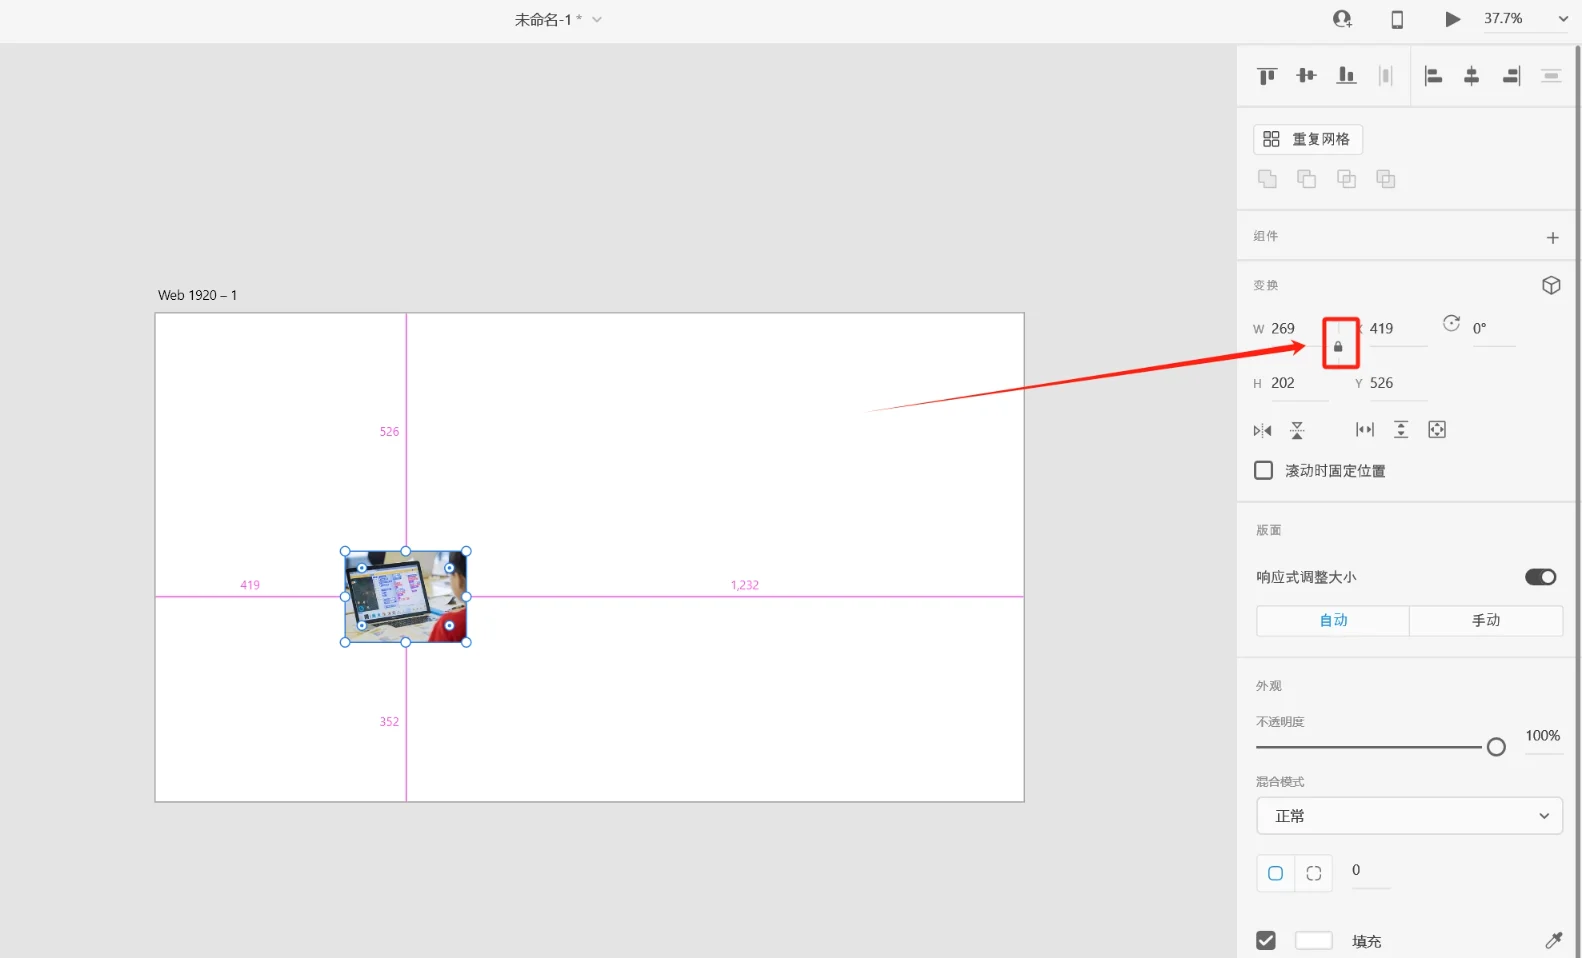 未命名-1 *
37.7%
重复网格
组件
变换
W 269
419
0°
H 202
Y 526
滚动时固定位置
版面
响应式调整大小
自动
手动
外观
不透明度
100%
混合模式
正常
0
填充
Web 1920 – 1
526
419
1,232
352